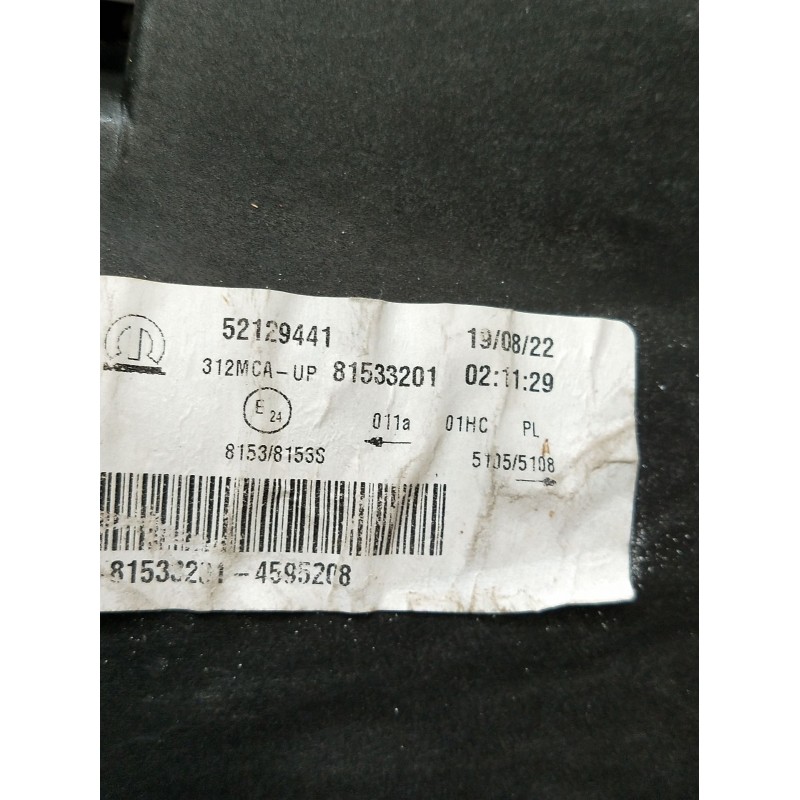 52129441 19/08/22
312MCA-UP 81533201 02:11:29
E 24 011a 01HC PL
8153/8153S 5105/5108
-81533201-4595208